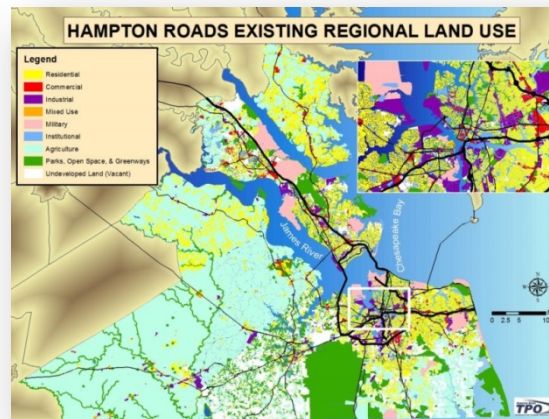 HAMPTON ROADS EXISTING REGIONAL LAND USE
Legend
Residential
Commercial
Industrial
Mixed Use
Military
Institutional
Agriculture
Parks, Open Space, & Greenways
Undeveloped Land (Vacant)
James River
Chesapeake Bay
0 2.5 5 10
TPO